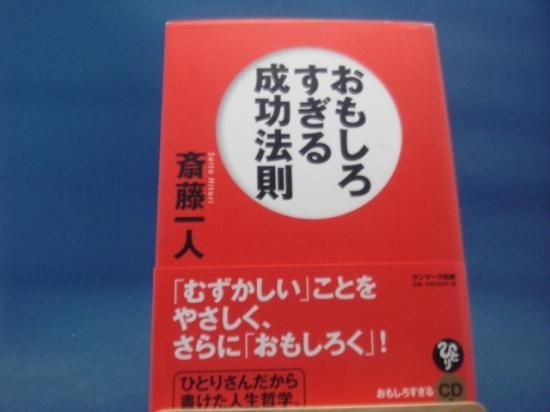 おもしろ
すぎる
成功法則
Saito Hitori
斎藤一人
「むずかしい」ことを
やさしく、
さらに「おもしろく」!
ひとりさんだから
書けた人生哲学。
サンマーク出版
ひとり
おもしろすぎる
CD